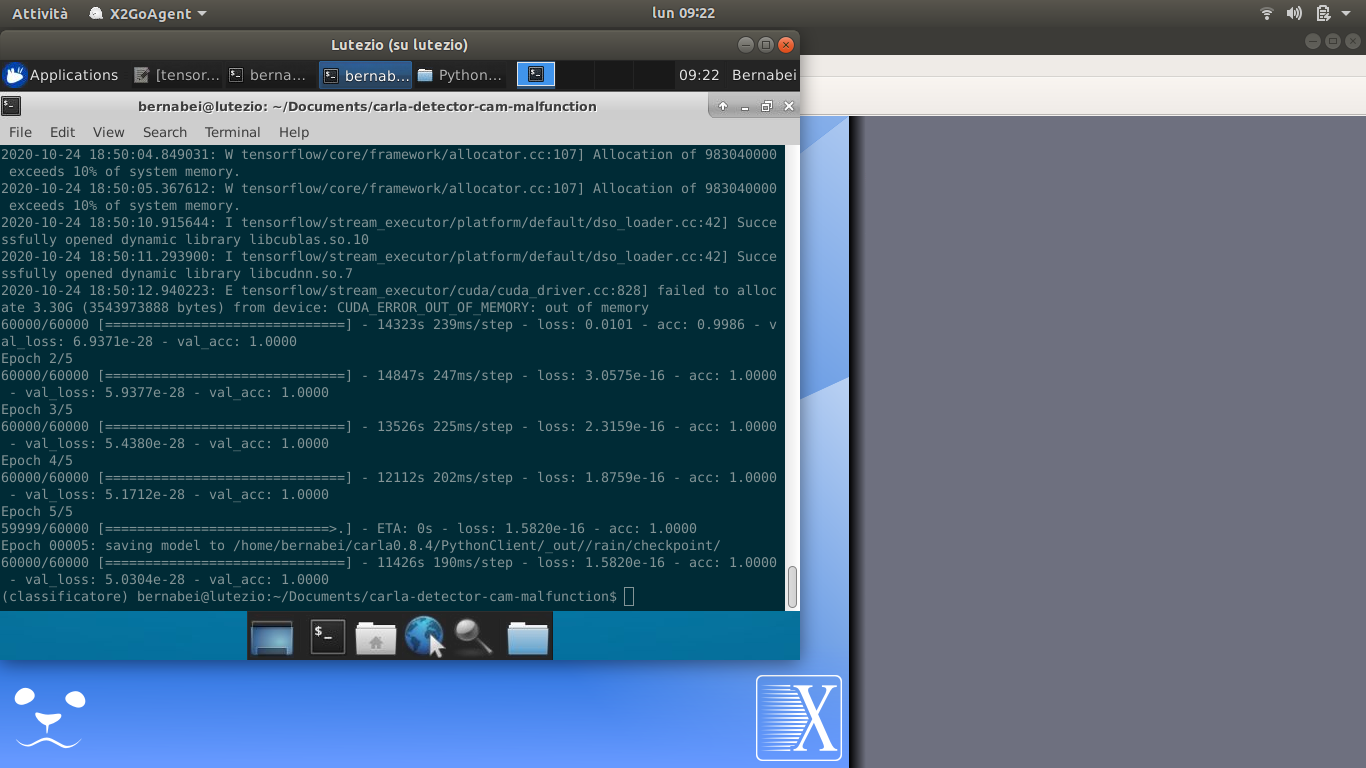 Attività X2GoAgent lun 09:22
Lutezio (su lutezio)
Applications [tensor... berna... bernab... Python... 09:22 Bernabei
bernabei@lutezio: ~/Documents/carla-detector-cam-malfunction
File Edit View Search Terminal Help
2020-10-24 18:50:04.849031: W tensorflow/core/framework/allocator.cc:107] Allocation of 983040000
exceeds 10% of system memory.
2020-10-24 18:50:05.367612: W tensorflow/core/framework/allocator.cc:107] Allocation of 983040000
exceeds 10% of system memory.
2020-10-24 18:50:10.915644: I tensorflow/stream_executor/platform/default/dso_loader.cc:42] Succe
ssfully opened dynamic library libcublas.so.10
2020-10-24 18:50:11.293900: I tensorflow/stream_executor/platform/default/dso_loader.cc:42] Succe
ssfully opened dynamic library libcudnn.so.7
2020-10-24 18:50:12.940223: E tensorflow/stream_executor/cuda/cuda_driver.cc:828] failed to alloc
ate 3.30G (3543973888 bytes) from device: CUDA_ERROR_OUT_OF_MEMORY: out of memory
60000/60000 [==============================] - 14323s 239ms/step - loss: 0.0101 - acc: 0.9986 - v
al_loss: 6.9371e-28 - val_acc: 1.0000
Epoch 2/5
60000/60000 [==============================] - 14847s 247ms/step - loss: 3.0575e-16 - acc: 1.0000
- val_loss: 5.9377e-28 - val_acc: 1.0000
Epoch 3/5
60000/60000 [==============================] - 13526s 225ms/step - loss: 2.3159e-16 - acc: 1.0000
- val_loss: 5.4380e-28 - val_acc: 1.0000
Epoch 4/5
60000/60000 [==============================] - 12112s 202ms/step - loss: 1.8759e-16 - acc: 1.0000
- val_loss: 5.1712e-28 - val_acc: 1.0000
Epoch 5/5
59999/60000 [============================>.] - ETA: 0s - loss: 1.5820e-16 - acc: 1.0000
Epoch 00005: saving model to /home/bernabei/carla0.8.4/PythonClient/_out//rain/checkpoint/
60000/60000 [==============================] - 11426s 190ms/step - loss: 1.5820e-16 - acc: 1.0000
- val_loss: 5.0304e-28 - val_acc: 1.0000
(classificatore) bernabei@lutezio:~/Documents/carla-detector-cam-malfunction$
$_
X